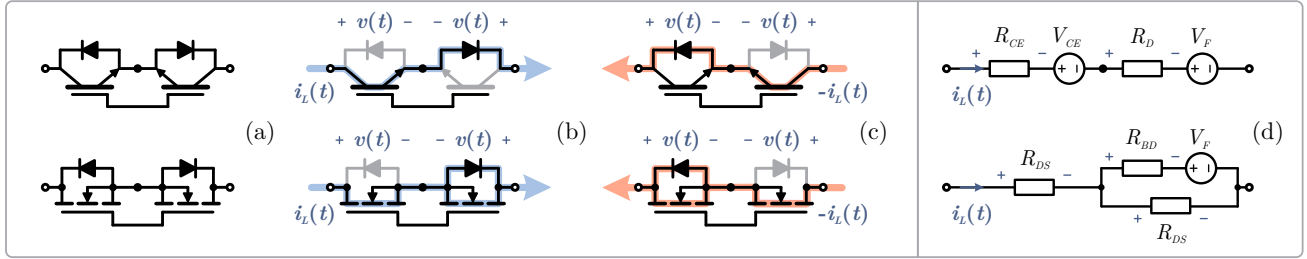 (a)
+ v(t) − − v(t) +
i_L(t)
(b)
+ v(t) − − v(t) +
-i_L(t)
(c)
+ v(t) − − v(t) +
i_L(t)
+ v(t) − − v(t) +
-i_L(t)
R_CE V_CE R_D V_F
+ − + −
+ ı + ı
i_L(t)
(d)
R_BD V_F
R_DS + −
+ ı
+ −
i_L(t)
+ −
R_DS